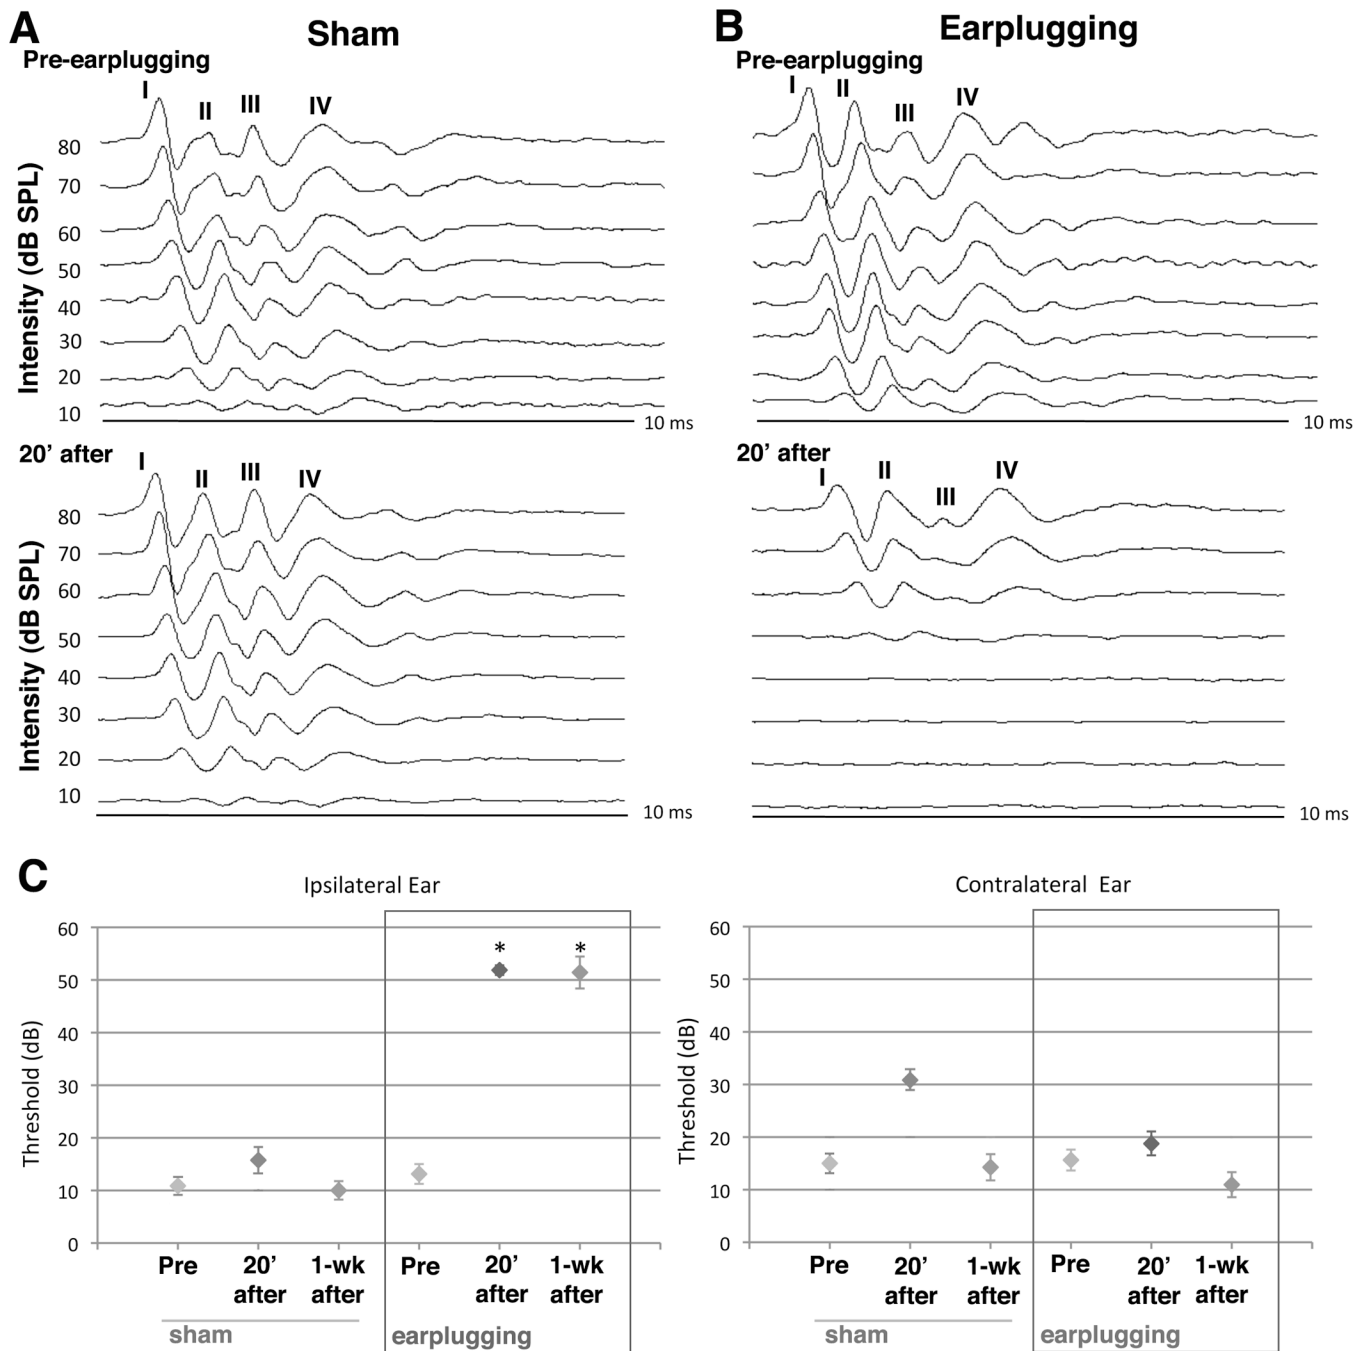 A
Sham
Pre-earplugging
I
II
III
IV
Intensity (dB SPL)
80
70
60
50
40
30
20
10
10 ms
20’ after
I
II
III
IV
Intensity (dB SPL)
80
70
60
50
40
30
20
10
10 ms
B
Earplugging
Pre-earplugging
I
II
III
IV
10 ms
20’ after
I
II
III
IV
10 ms
C
Ipsilateral Ear
Threshold (dB)
60
50
40
30
20
10
0
* *
Pre 20’ after 1-wk after Pre 20’ after 1-wk after
sham earplugging
Contralateral Ear
Threshold (dB)
60
50
40
30
20
10
0
Pre 20’ after 1-wk after Pre 20’ after 1-wk after
sham earplugging